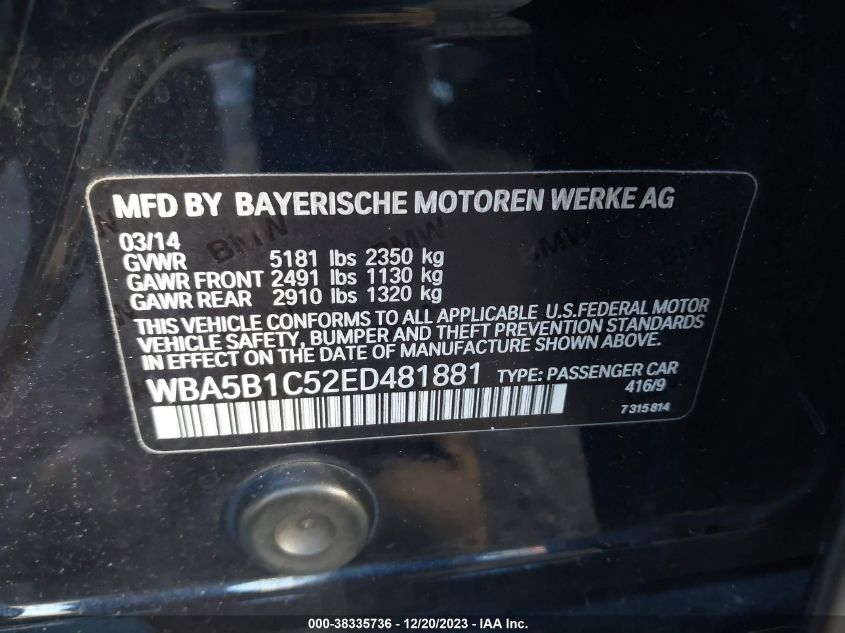 MFD BY BAYERISCHE MOTOREN WERKE AG
03/14
GVWR 5181 lbs 2350 kg
GAWR FRONT 2491 lbs 1130 kg
GAWR REAR 2910 lbs 1320 kg
THIS VEHICLE CONFORMS TO ALL APPLICABLE U.S.FEDERAL MOTOR
VEHICLE SAFETY, BUMPER AND THEFT PREVENTION STANDARDS
IN EFFECT ON THE DATE OF MANUFACTURE SHOWN ABOVE.
WBA5B1C52ED481881 TYPE: PASSENGER CAR
416/9
7315814
BMW BMW BMW
000-38335736 - 12/20/2023 - IAA Inc.